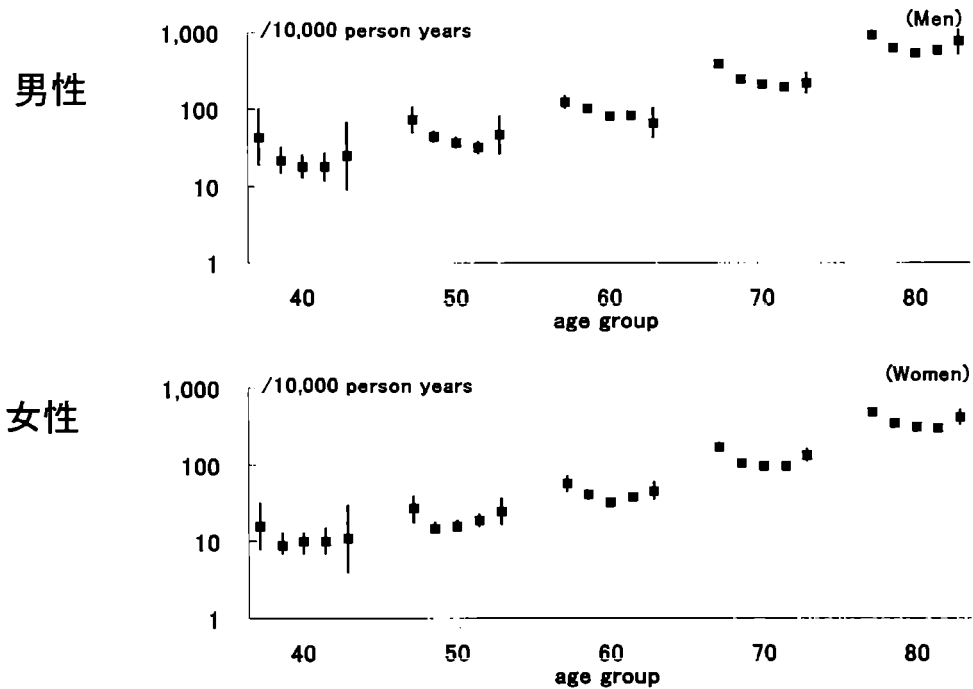 1,000 /10,000 person years (Men)
男性
100
10
1
40 50 60 70 80
age group
1,000 /10,000 person years (Women)
女性
100
10
1
40 50 60 70 80
age group